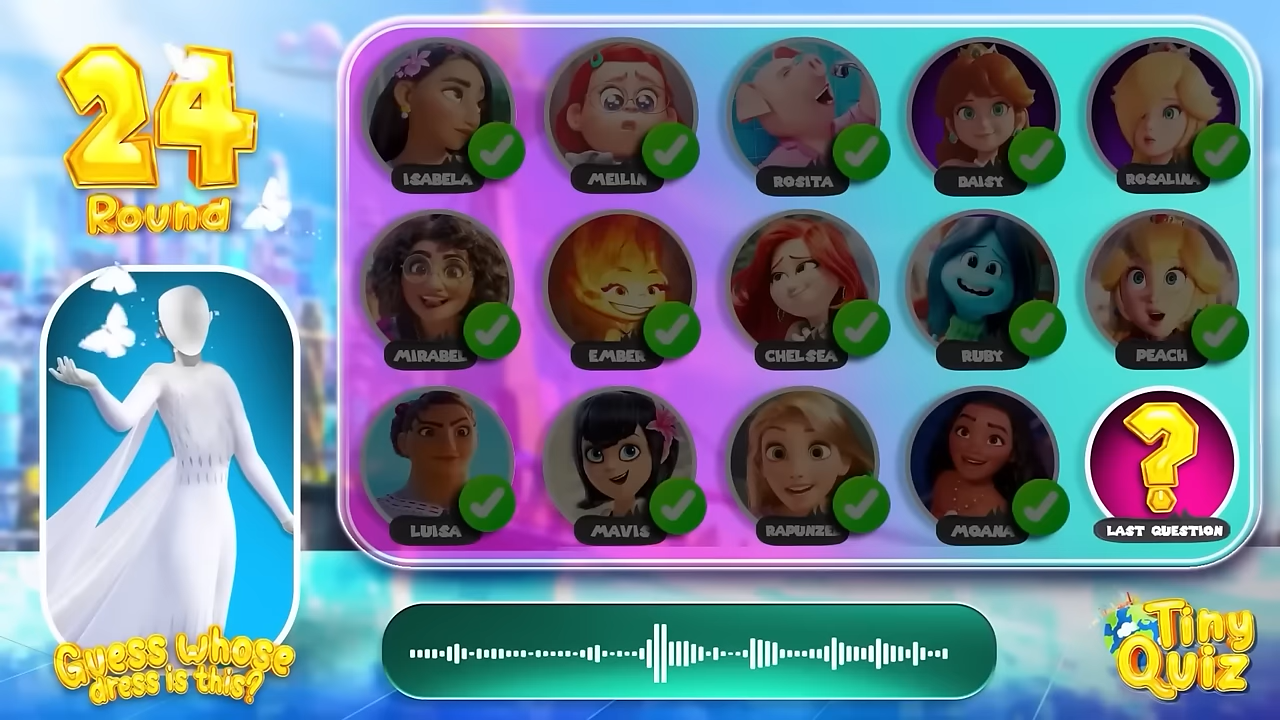 24
Round
ISABELA
MEILIN
ROSITA
DAISY
ROSALINA
MIRABEL
EMBER
CHELSEA
RUBY
PEACH
LUISA
MAVIS
RAPUNZEL
MOANA
LAST QUESTION
Guess whose
dress is this?
Tiny
Quiz